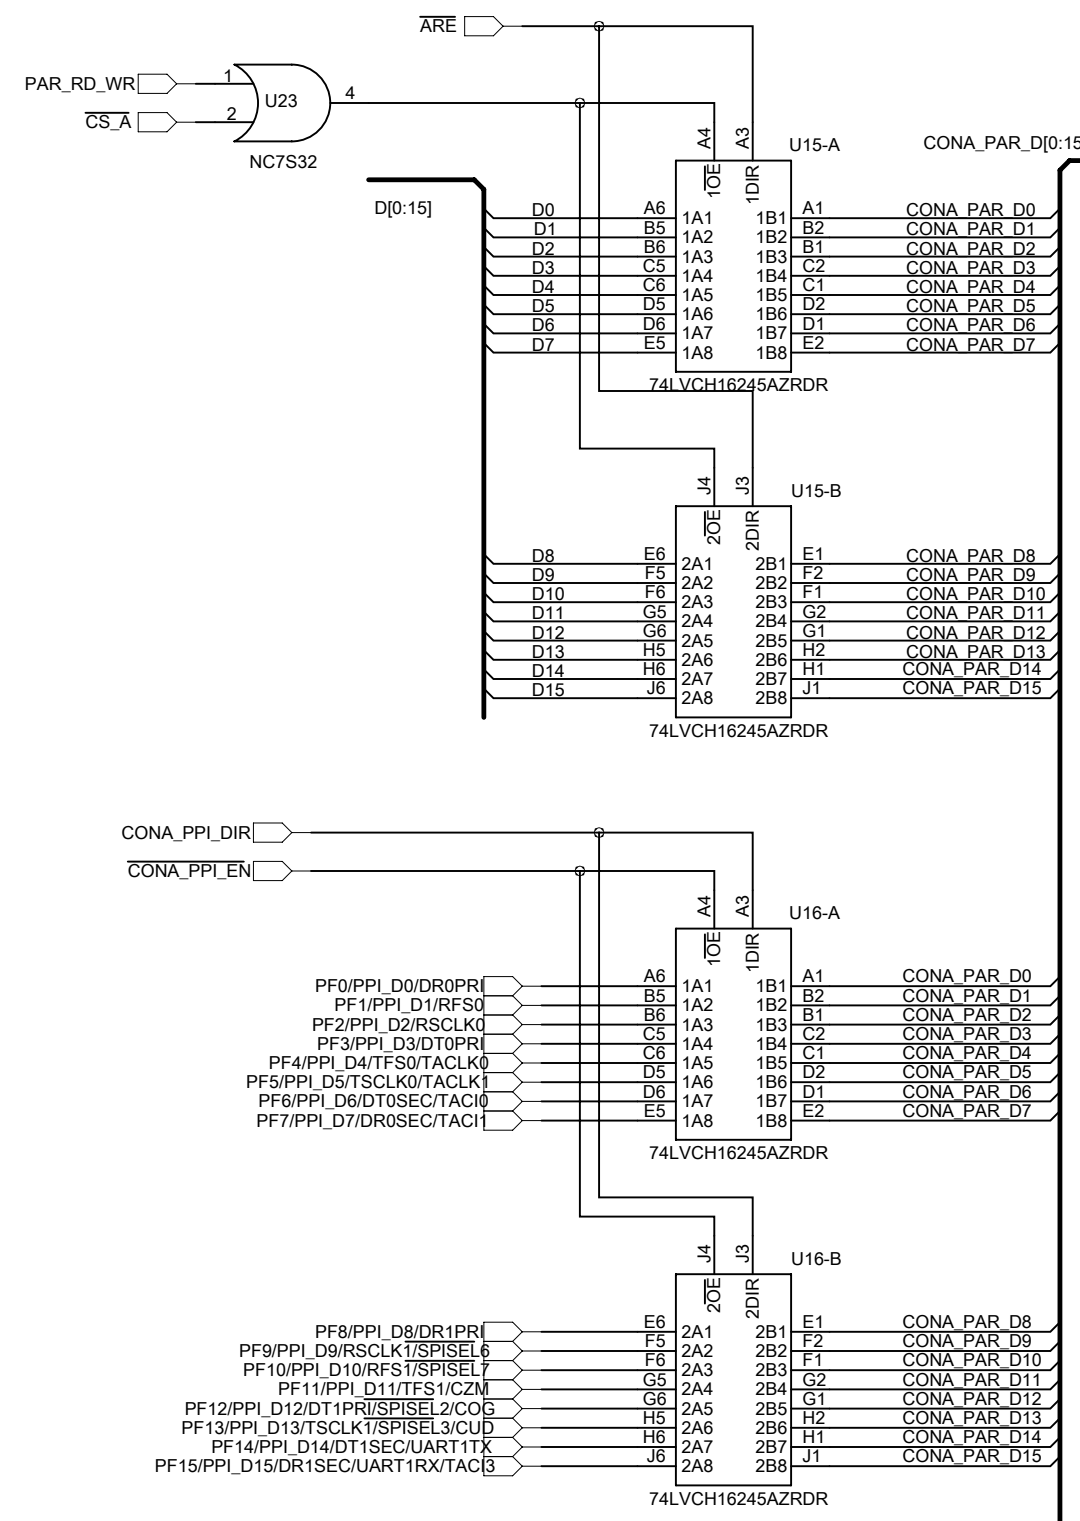 ARE
PAR_RD_WR 1
U23 4
CS_A 2
NC7S32
A4 A3 U15-A CONA_PAR_D[0:15
1OE 1DIR
D[0:15]
D0 A6 1A1 1B1 A1 CONA_PAR_D0
D1 B5 1A2 1B2 B2 CONA_PAR_D1
D2 B6 1A3 1B3 B1 CONA_PAR_D2
D3 C5 1A4 1B4 C2 CONA_PAR_D3
D4 C6 1A5 1B5 C1 CONA_PAR_D4
D5 D5 1A6 1B6 D2 CONA_PAR_D5
D6 D6 1A7 1B7 D1 CONA_PAR_D6
D7 E5 1A8 1B8 E2 CONA_PAR_D7
74LVCH16245AZRDR
J4 J3 U15-B
2OE 2DIR
D8 E6 2A1 2B1 E1 CONA_PAR_D8
D9 F5 2A2 2B2 F2 CONA_PAR_D9
D10 F6 2A3 2B3 F1 CONA_PAR_D10
D11 G5 2A4 2B4 G2 CONA_PAR_D11
D12 G6 2A5 2B5 G1 CONA_PAR_D12
D13 H5 2A6 2B6 H2 CONA_PAR_D13
D14 H6 2A7 2B7 H1 CONA_PAR_D14
D15 J6 2A8 2B8 J1 CONA_PAR_D15
74LVCH16245AZRDR
CONA_PPI_DIR
CONA_PPI_EN
A4 A3 U16-A
1OE 1DIR
PF0/PPI_D0/DR0PRI A6 1A1 1B1 A1 CONA_PAR_D0
PF1/PPI_D1/RFS0 B5 1A2 1B2 B2 CONA_PAR_D1
PF2/PPI_D2/RSCLK0 B6 1A3 1B3 B1 CONA_PAR_D2
PF3/PPI_D3/DT0PRI C5 1A4 1B4 C2 CONA_PAR_D3
PF4/PPI_D4/TFS0/TACLK0 C6 1A5 1B5 C1 CONA_PAR_D4
PF5/PPI_D5/TSCLK0/TACLK1 D5 1A6 1B6 D2 CONA_PAR_D5
PF6/PPI_D6/DT0SEC/TACI0 D6 1A7 1B7 D1 CONA_PAR_D6
PF7/PPI_D7/DR0SEC/TACI1 E5 1A8 1B8 E2 CONA_PAR_D7
74LVCH16245AZRDR
J4 J3 U16-B
2OE 2DIR
PF8/PPI_D8/DR1PRI E6 2A1 2B1 E1 CONA_PAR_D8
PF9/PPI_D9/RSCLK1/SPISEL6 F5 2A2 2B2 F2 CONA_PAR_D9
PF10/PPI_D10/RFS1/SPISEL7 F6 2A3 2B3 F1 CONA_PAR_D10
PF11/PPI_D11/TFS1/CZM G5 2A4 2B4 G2 CONA_PAR_D11
PF12/PPI_D12/DT1PRI/SPISEL2/COG G6 2A5 2B5 G1 CONA_PAR_D12
PF13/PPI_D13/TSCLK1/SPISEL3/CUD H5 2A6 2B6 H2 CONA_PAR_D13
PF14/PPI_D14/DT1SEC/UART1TX H6 2A7 2B7 H1 CONA_PAR_D14
PF15/PPI_D15/DR1SEC/UART1RX/TACI3 J6 2A8 2B8 J1 CONA_PAR_D15
74LVCH16245AZRDR